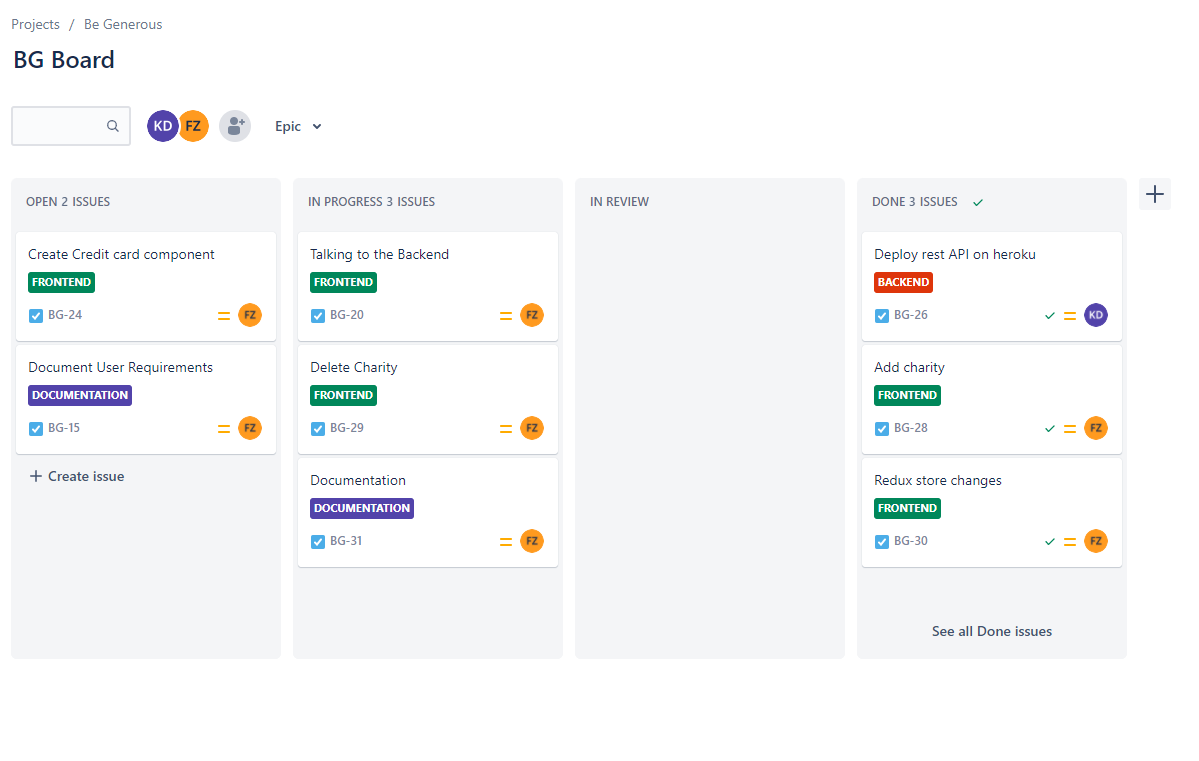 Projects / Be Generous
BG Board
KD FZ Epic
OPEN 2 ISSUES
Create Credit card component
FRONTEND
BG-24 FZ
Document User Requirements
DOCUMENTATION
BG-15 FZ
Create issue
IN PROGRESS 3 ISSUES
Talking to the Backend
FRONTEND
BG-20 FZ
Delete Charity
FRONTEND
BG-29 FZ
Documentation
DOCUMENTATION
BG-31 FZ
IN REVIEW
DONE 3 ISSUES
Deploy rest API on heroku
BACKEND
BG-26 KD
Add charity
FRONTEND
BG-28 FZ
Redux store changes
FRONTEND
BG-30 FZ
See all Done issues